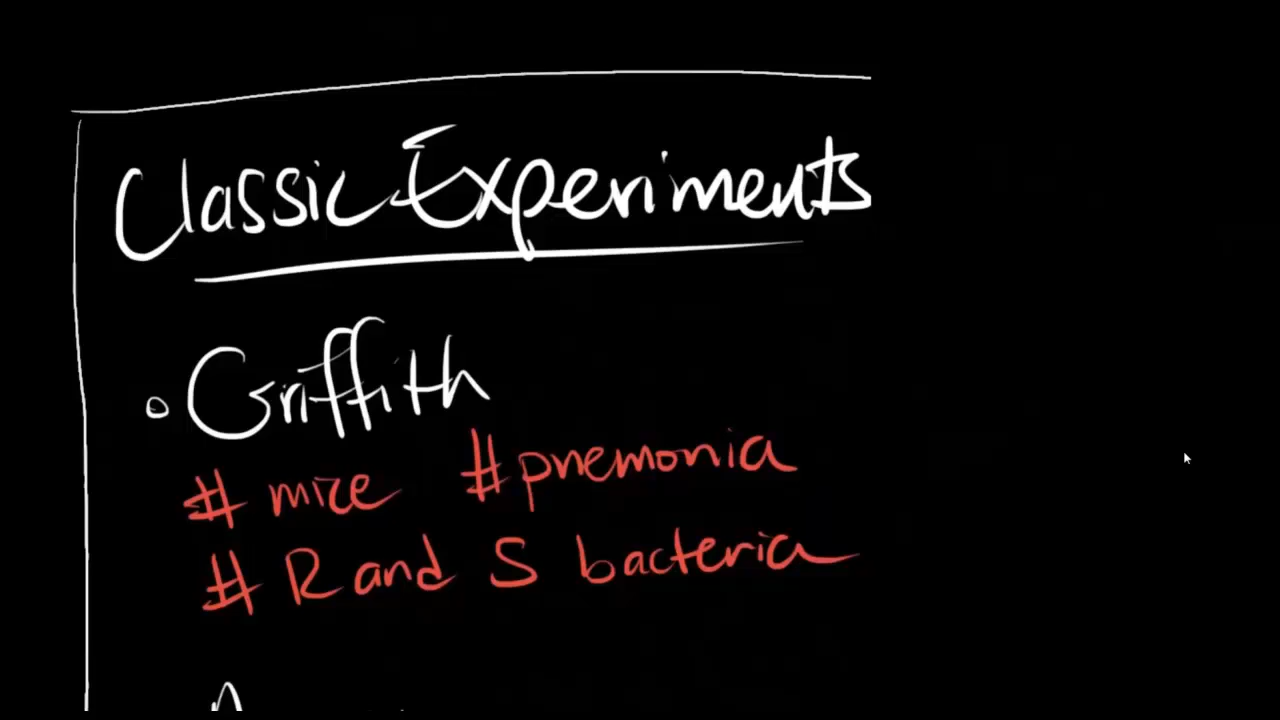 Classic Experiments
• Griffith
# mice #pnemonia
# R and S bacteria